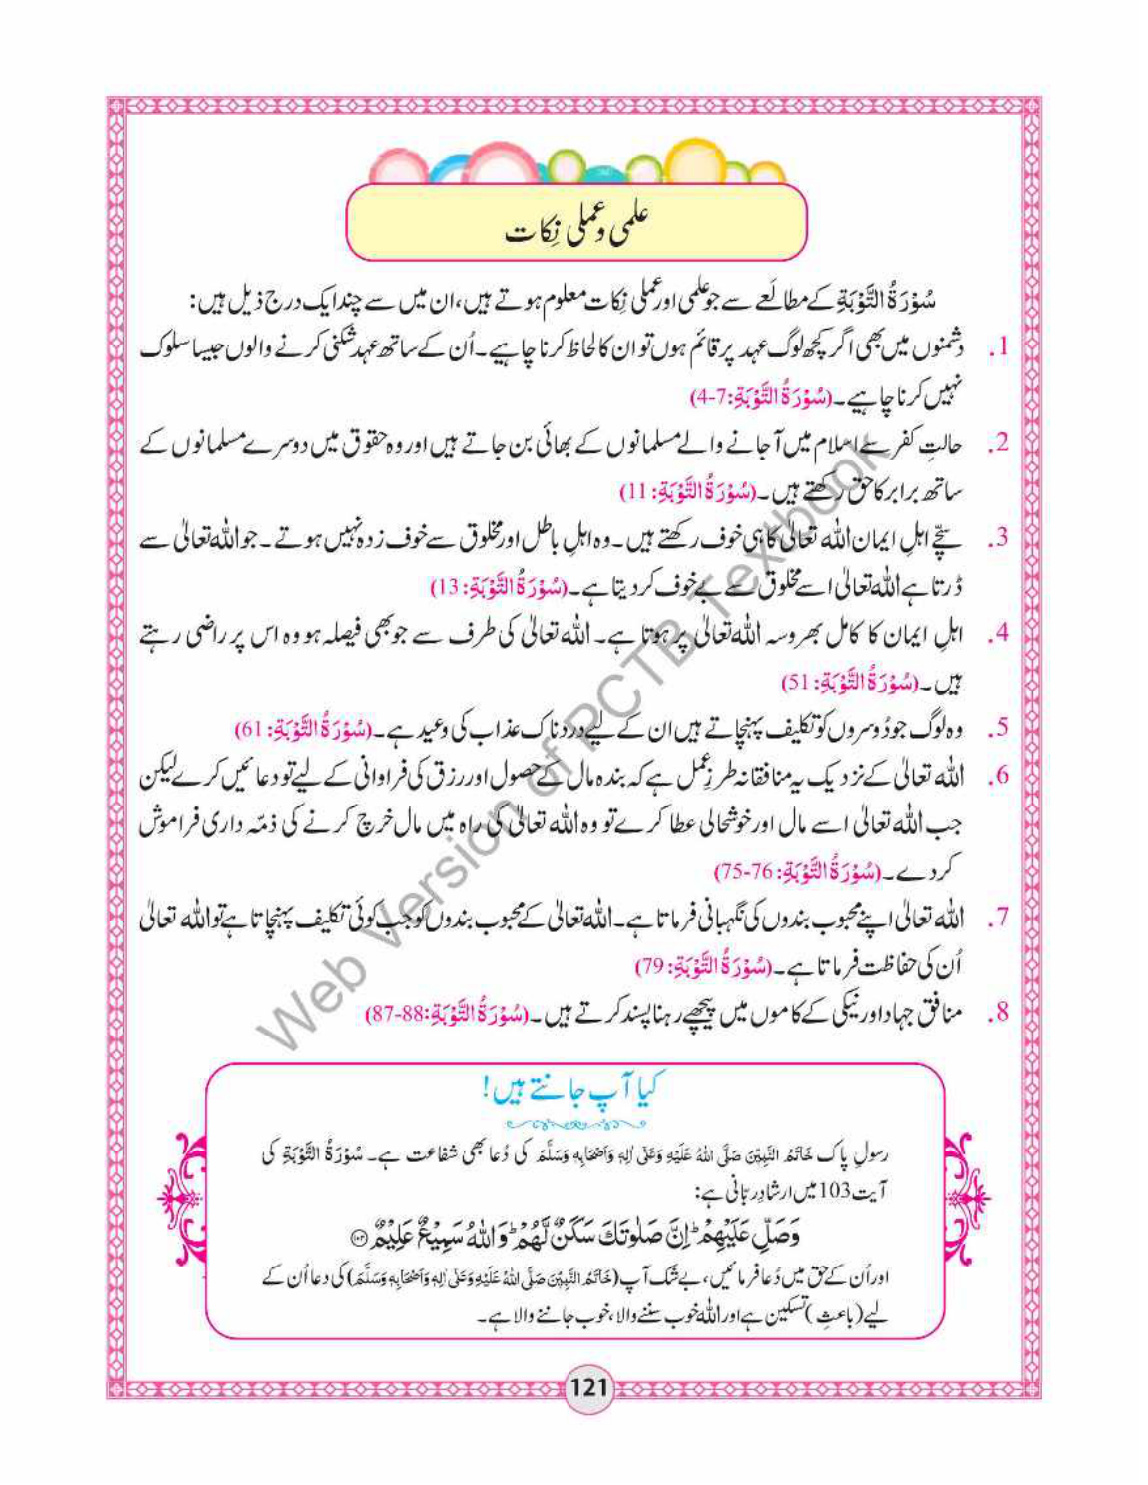 علمی و عملی نِکات
سُوْرَۃُ التَّوْبَۃِ کے مطالَعے سے جو علمی اور عملی نِکات معلوم ہوتے ہیں، ان میں سے چند ایک درج ذیل ہیں:
1. دشمنوں میں بھی اگر کچھ لوگ عہد پر قائم ہوں تو ان کا لحاظ کرنا چاہیے۔ اُن کے ساتھ عہد شکنی کرنے والوں جیسا سلوک
نہیں کرنا چاہیے۔ (سُوْرَۃُ التَّوْبَۃِ:7-4)
2. حالتِ کفر سے اسلام میں آ جانے والے مسلمانوں کے بھائی بن جاتے ہیں اور وہ حقوق میں دوسرے مسلمانوں کے
ساتھ برابر کا حق رکھتے ہیں۔ (سُوْرَۃُ التَّوْبَۃِ: 11)
3. سچّے اہلِ ایمان اللہ تعالیٰ کا ہی خوف رکھتے ہیں۔ وہ اہلِ باطل اور مخلوق سے خوف زدہ نہیں ہوتے۔ جو اللہ تعالیٰ سے
ڈرتا ہے اللہ تعالیٰ اسے مخلوق سے بے خوف کر دیتا ہے۔ (سُوْرَۃُ التَّوْبَۃِ: 13)
4. اہلِ ایمان کا کامل بھروسہ اللہ تعالیٰ پر ہوتا ہے۔ اللہ تعالیٰ کی طرف سے جو بھی فیصلہ ہو وہ اس پر راضی رہتے
ہیں۔ (سُوْرَۃُ التَّوْبَۃِ: 51)
5. وہ لوگ جو دُوسروں کو تکلیف پہنچاتے ہیں ان کے لیے دردناک عذاب کی وعید ہے۔ (سُوْرَۃُ التَّوْبَۃِ: 61)
6. اللہ تعالیٰ کے نزدیک یہ منافقانہ طرزِ عمل ہے کہ بندہ مال کے حصول اور رزق کی فراوانی کے لیے تو دعائیں کرے لیکن
جب اللہ تعالیٰ اسے مال اور خوشحالی عطا کرے تو وہ اللہ تعالیٰ کی راہ میں مال خرچ کرنے کی ذمّہ داری فراموش
کر دے۔ (سُوْرَۃُ التَّوْبَۃِ: 76-75)
7. اللہ تعالیٰ اپنے محبوب بندوں کی نگہبانی فرماتا ہے۔ اللہ تعالیٰ کے محبوب بندوں کو جب کوئی تکلیف پہنچاتا ہے تو اللہ تعالیٰ
اُن کی حفاظت فرماتا ہے۔ (سُوْرَۃُ التَّوْبَۃِ: 79)
8. منافق جہاد اور نیکی کے کاموں میں پیچھے رہنا پسند کرتے ہیں۔ (سُوْرَۃُ التَّوْبَۃِ:88-87)
Web Version of PCTB Textbook
کیا آپ جانتے ہیں!
رسولِ پاک خَاتَمُ النَّبِیّٖنَ صَلَّی اللّٰہُ عَلَیْہِ وَعَلٰی اٰلِہٖ وَاَصْحَابِہٖ وَسَلَّمَ کی دُعا بھی شفاعت ہے۔ سُوْرَۃُ التَّوْبَۃِ کی
آیت 103 میں ارشادِ ربّانی ہے:
وَصَلِّ عَلَیْهِمْ ؕ اِنَّ صَلٰوتَكَ سَكَنٌ لَّهُمْ ؕ وَاللّٰهُ سَمِیْعٌ عَلِیْمٌ ﴿۱۰۳﴾
اور اُن کے حق میں دُعا فرمائیں، بے شک آپ (خَاتَمُ النَّبِیّٖنَ صَلَّی اللّٰہُ عَلَیْہِ وَعَلٰی اٰلِہٖ وَاَصْحَابِہٖ وَسَلَّمَ) کی دعا اُن کے
لیے (باعثِ) تسکین ہے اور اللہ خوب سننے والا، خوب جاننے والا ہے۔
121